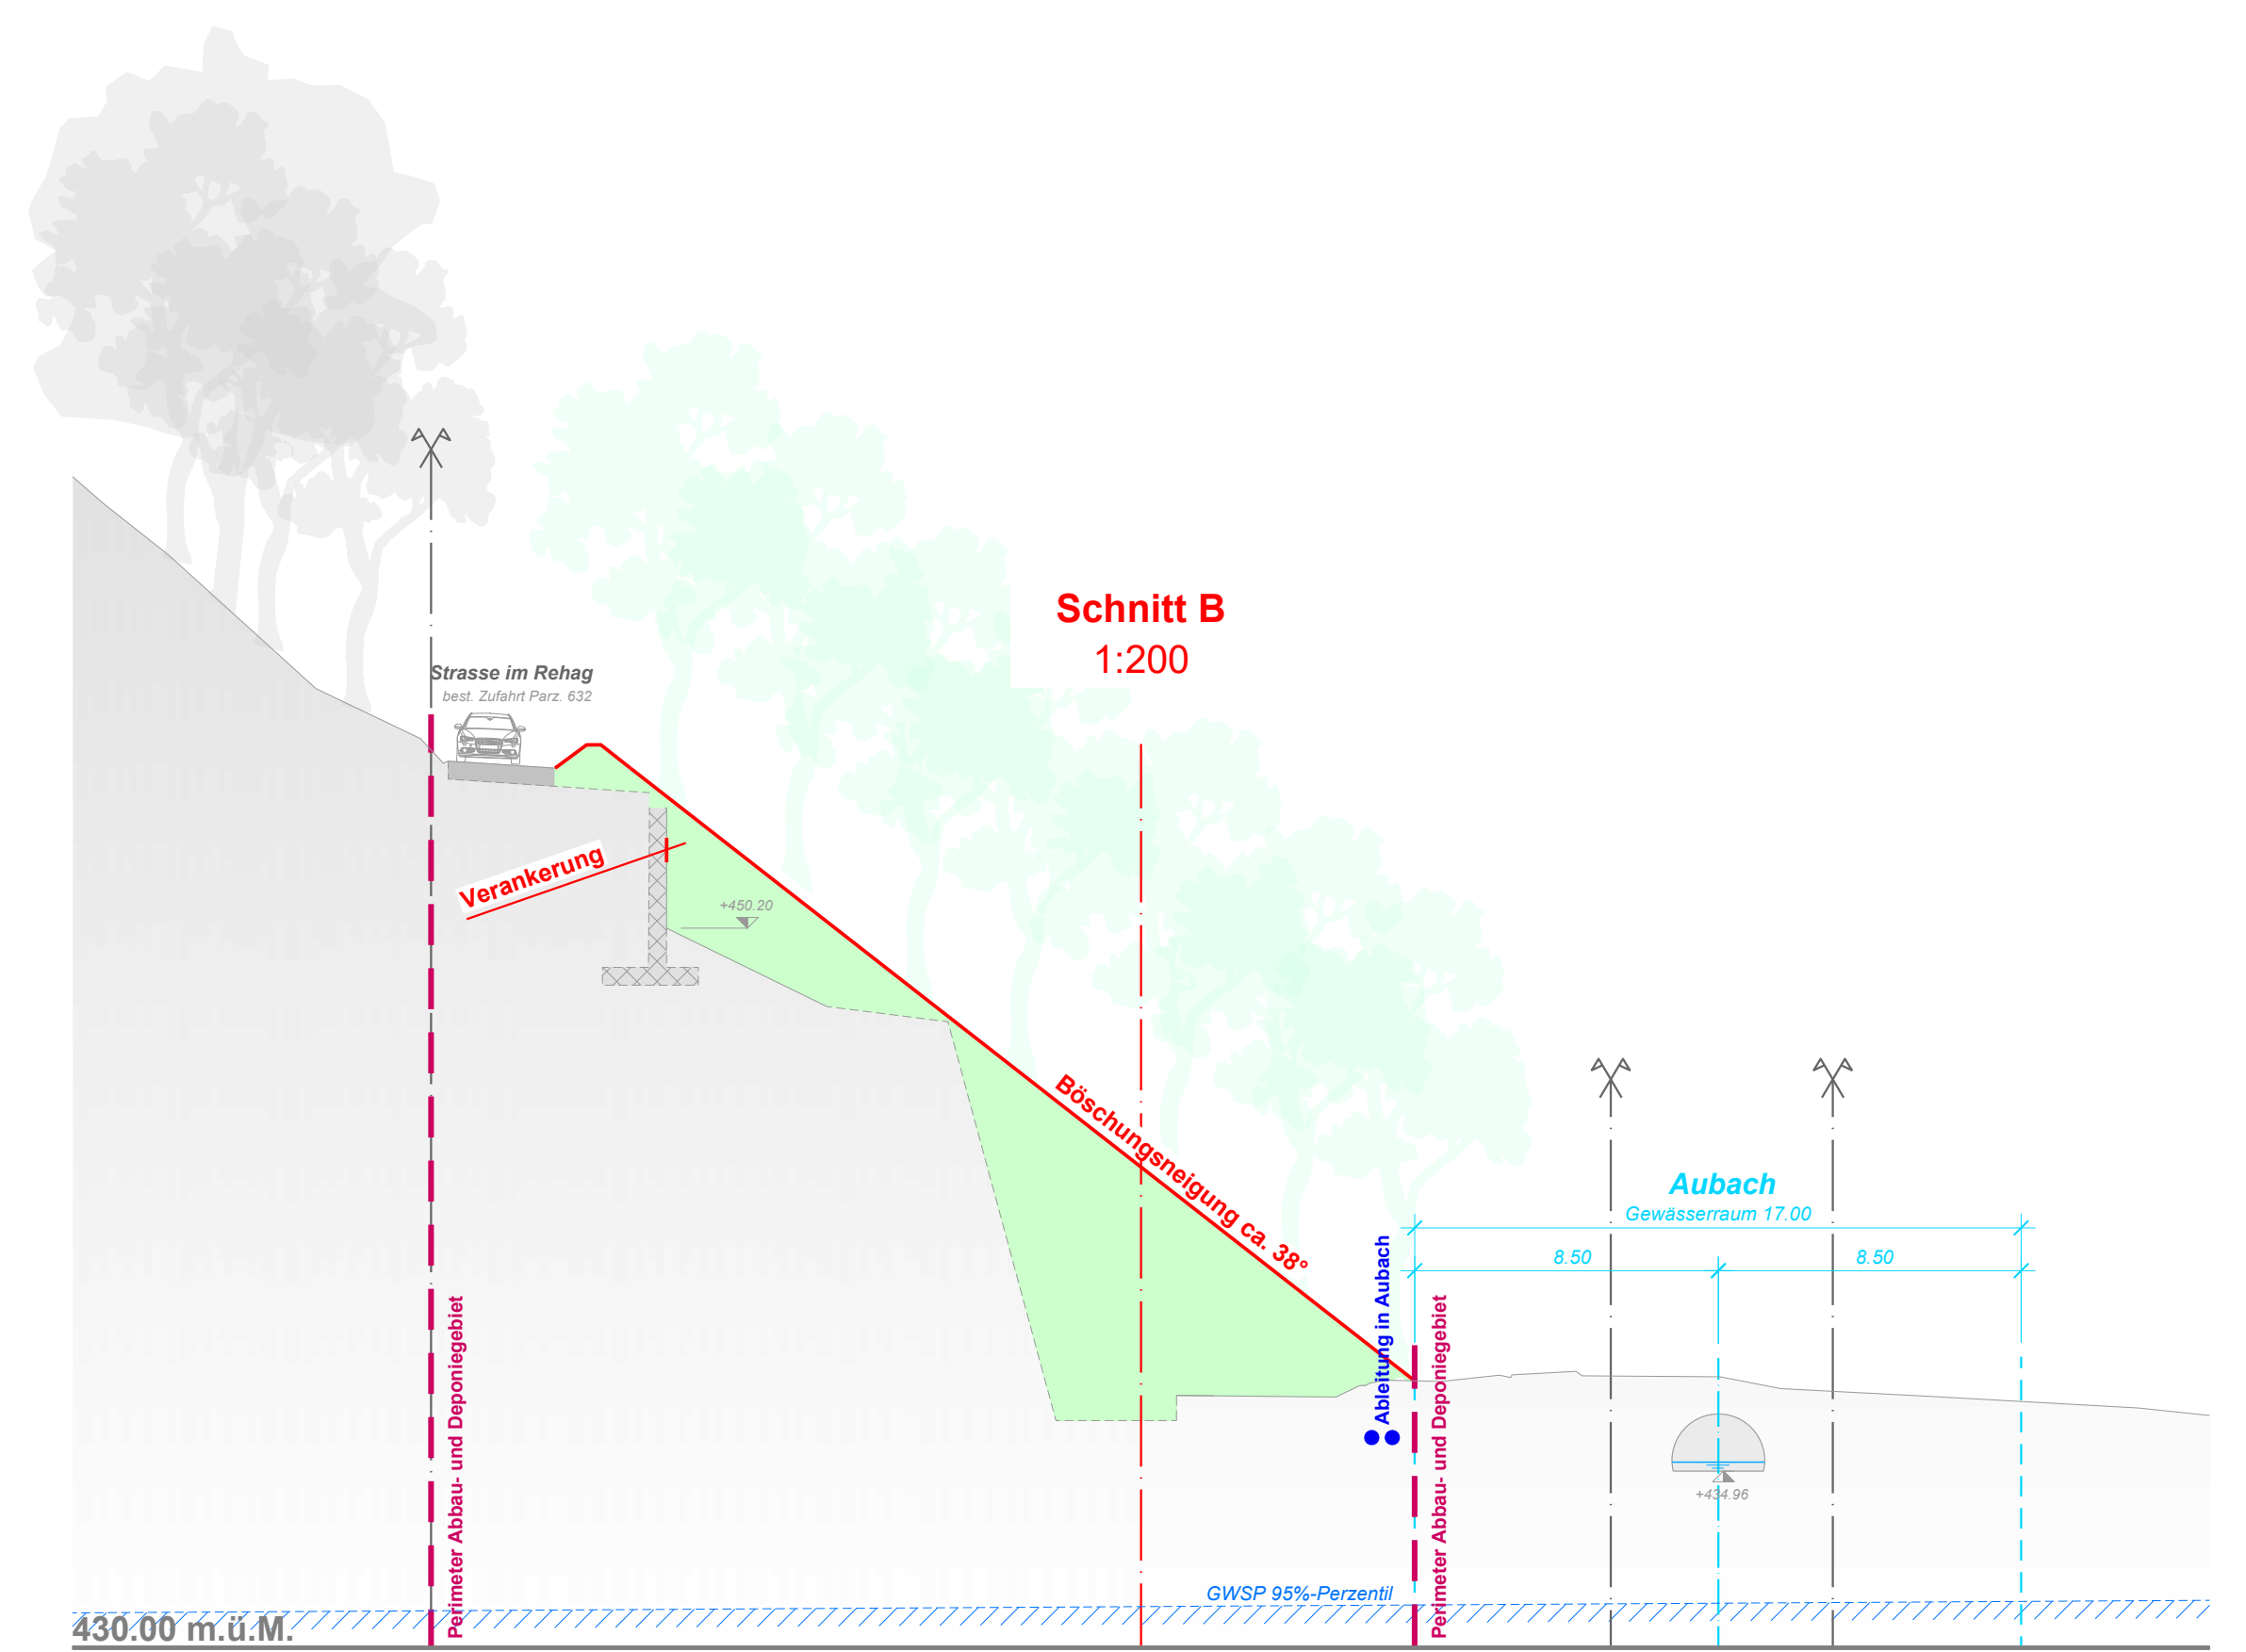 Schnitt B
1:200
Strasse im Rehag
best. Zufahrt Parz. 632
Verankerung
+450.20
Böschungsneigung ca. 38°
Aubach
Gewässerraum 17.00
8.50
8.50
Ableitung in Aubach
Perimeter Abbau- und Deponiegebiet
Perimeter Abbau- und Deponiegebiet
+434.96
GWSP 95%-Perzentil
430.00 m.ü.M.